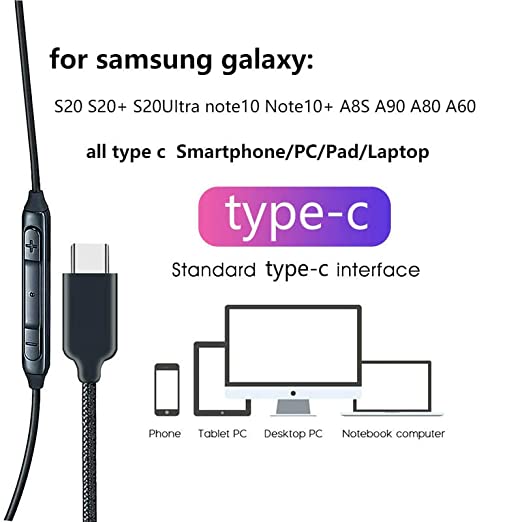 for samsung galaxy:
S20 S20+ S20Ultra note10 Note10+ A8S A90 A80 A60
all type c Smartphone/PC/Pad/Laptop
type-c
Standard type-c interface
Phone Tablet PC Desktop PC Notebook computer